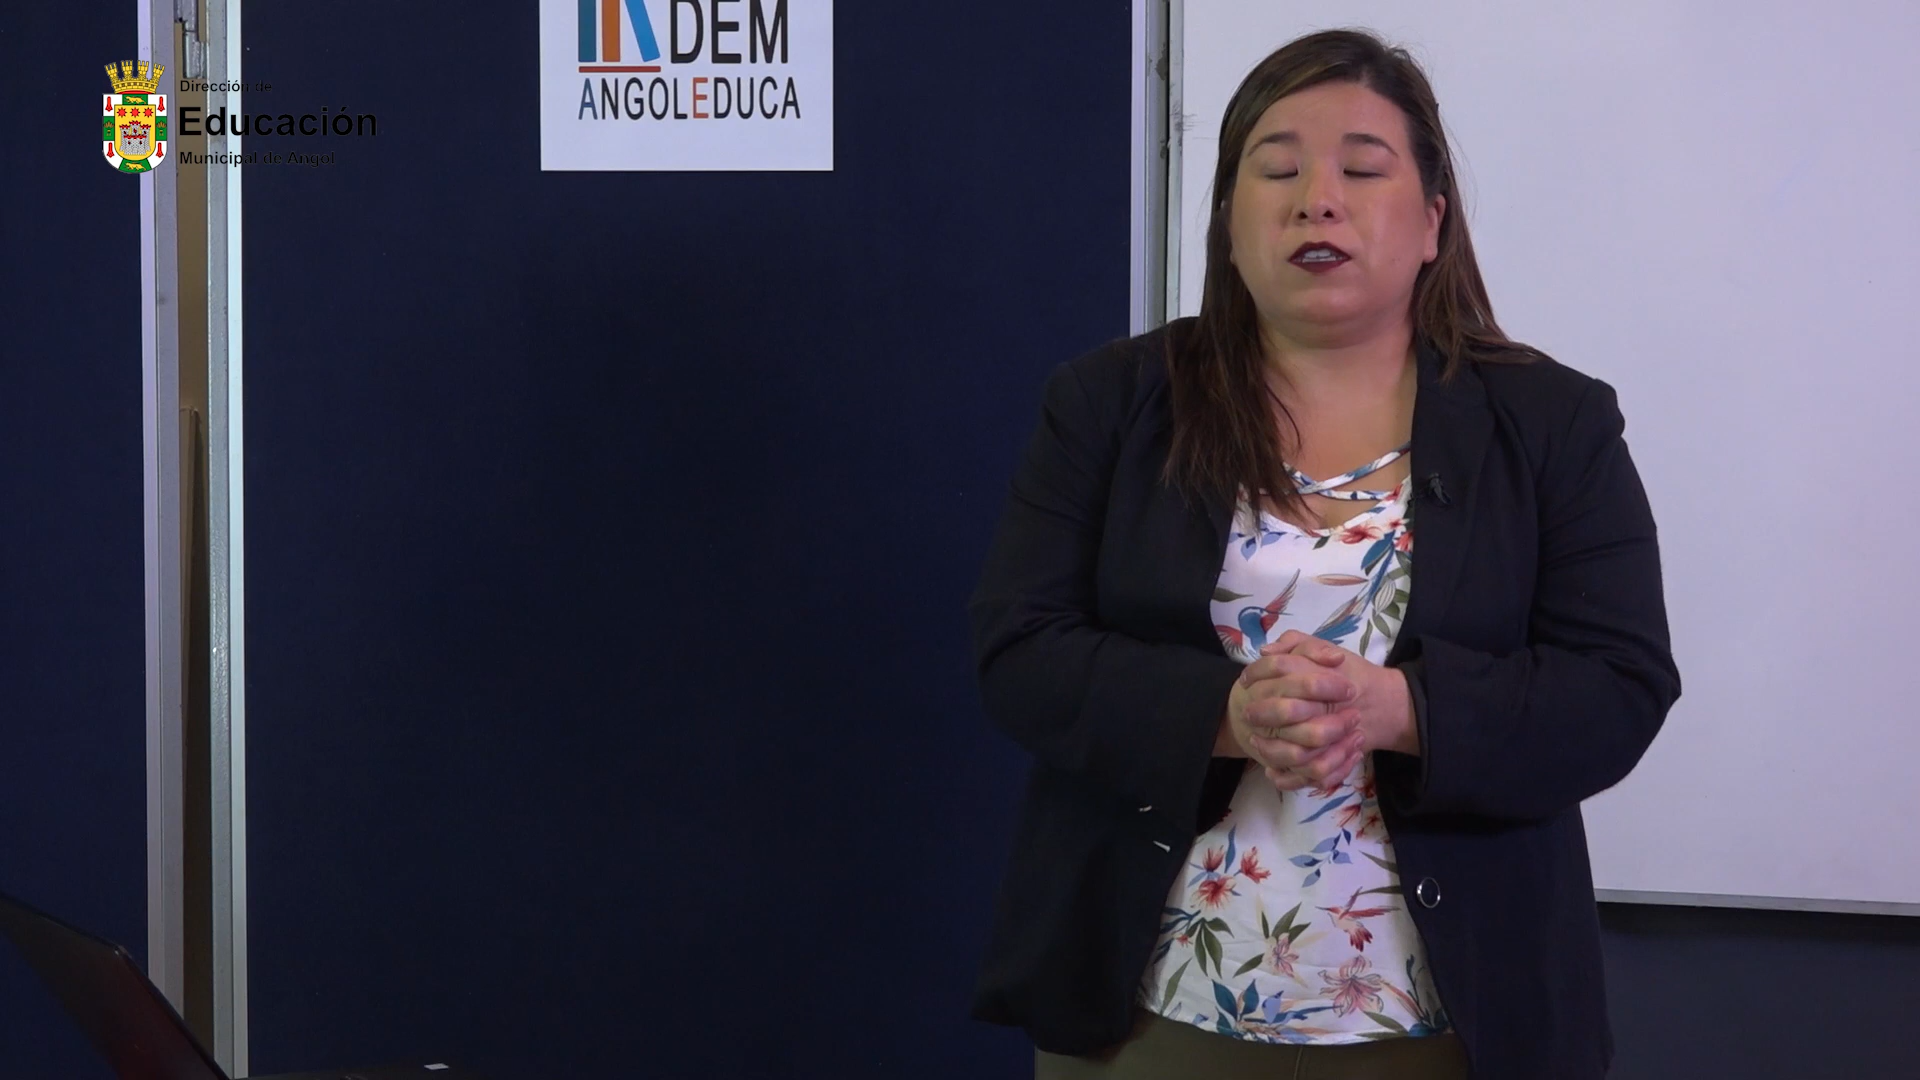 Dirección de
Educación
Municipal de Angol
DEM
ANGOLEDUCA